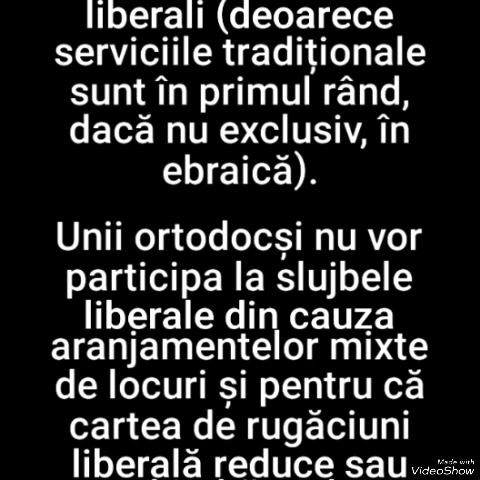 liberali (deoarece
serviciile tradiționale
sunt în primul rând,
dacă nu exclusiv, în
ebraică).
Unii ortodocși nu vor
participa la slujbele
liberale din cauza
aranjamentelor mixte
de locuri și pentru că
cartea de rugăciuni
liberală reduce sau
Made with
VideoShow